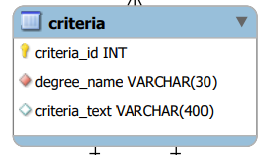 criteria
criteria_id INT
degree_name VARCHAR(30)
criteria_text VARCHAR(400)